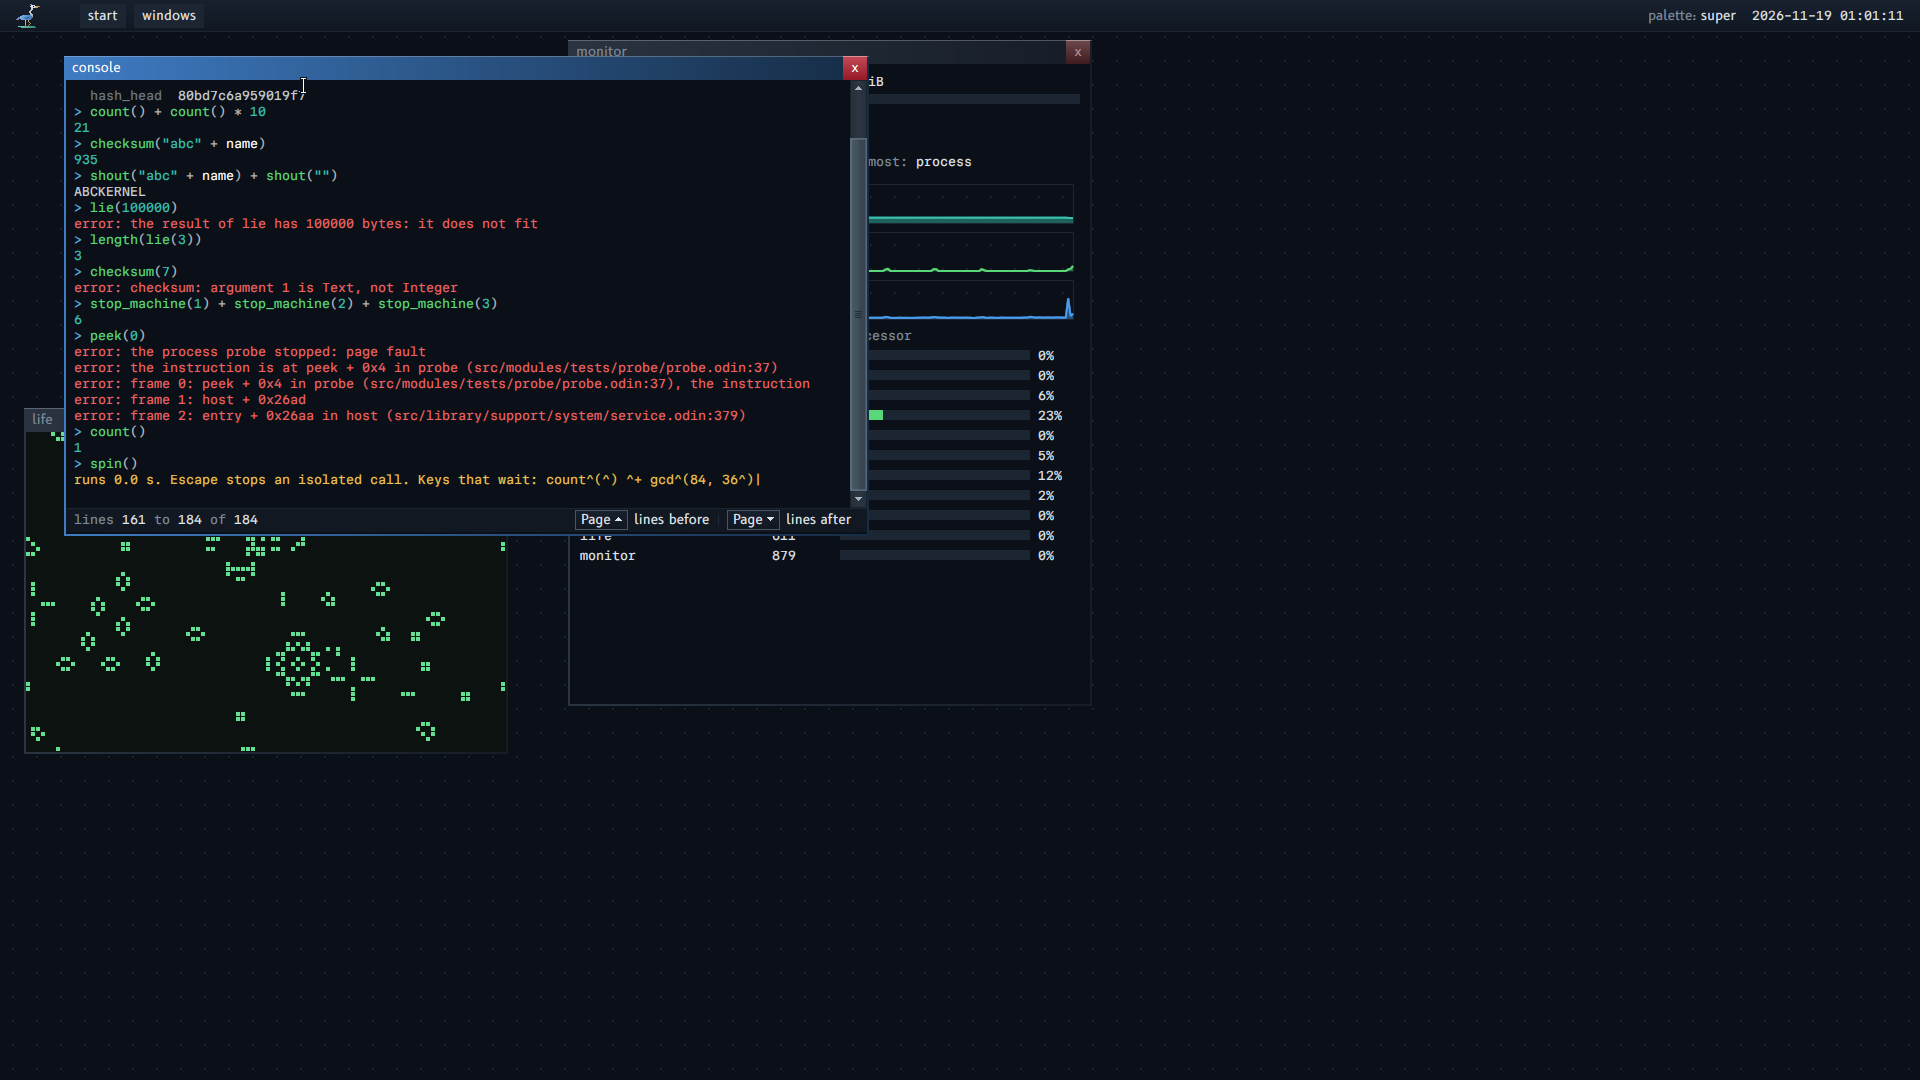 start windows palette: super 2026-11-19 01:01:11
monitor x
console x
iB
hash_head 80bd7c6a959019f7
> count() + count() * 10
21
> checksum("abc" + name)
935
> shout("abc" + name) + shout("")
ABCKERNEL
> lie(100000)
error: the result of lie has 100000 bytes: it does not fit
> length(lie(3))
3
> checksum(7)
error: checksum: argument 1 is Text, not Integer
> stop_machine(1) + stop_machine(2) + stop_machine(3)
6
> peek(0)
error: the process probe stopped: page fault
error: the instruction is at peek + 0x4 in probe (src/modules/tests/probe/probe.odin:37)
error: frame 0: peek + 0x4 in probe (src/modules/tests/probe/probe.odin:37), the instruction
error: frame 1: host + 0x26ad
error: frame 2: entry + 0x26aa in host (src/library/support/system/service.odin:379)
> count()
1
> spin()
runs 0.0 s. Escape stops an isolated call. Keys that wait: count^(^) ^+ gcd^(84, 36^)|
lines 161 to 184 of 184 Page lines before Page lines after
most: process
cessor
0%
0%
6%
23%
0%
5%
12%
2%
0%
life 0%
monitor 879 0%
life